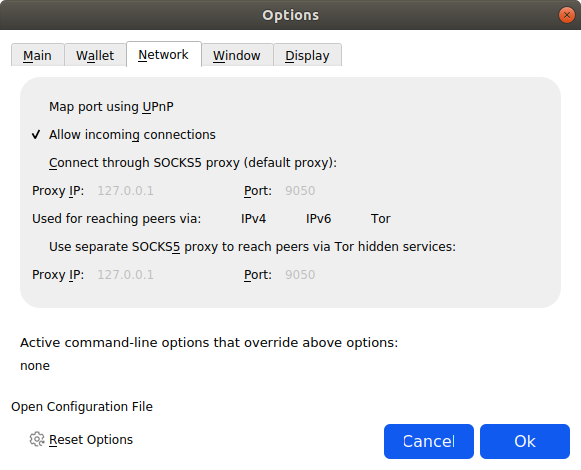 Options
Main Wallet Network Window Display
Map port using UPnP
✓ Allow incoming connections
Connect through SOCKS5 proxy (default proxy):
Proxy IP: 127.0.0.1 Port: 9050
Used for reaching peers via: IPv4 IPv6 Tor
Use separate SOCKS5 proxy to reach peers via Tor hidden services:
Proxy IP: 127.0.0.1 Port: 9050
Active command-line options that override above options:
none
Open Configuration File
Reset Options Cancel Ok